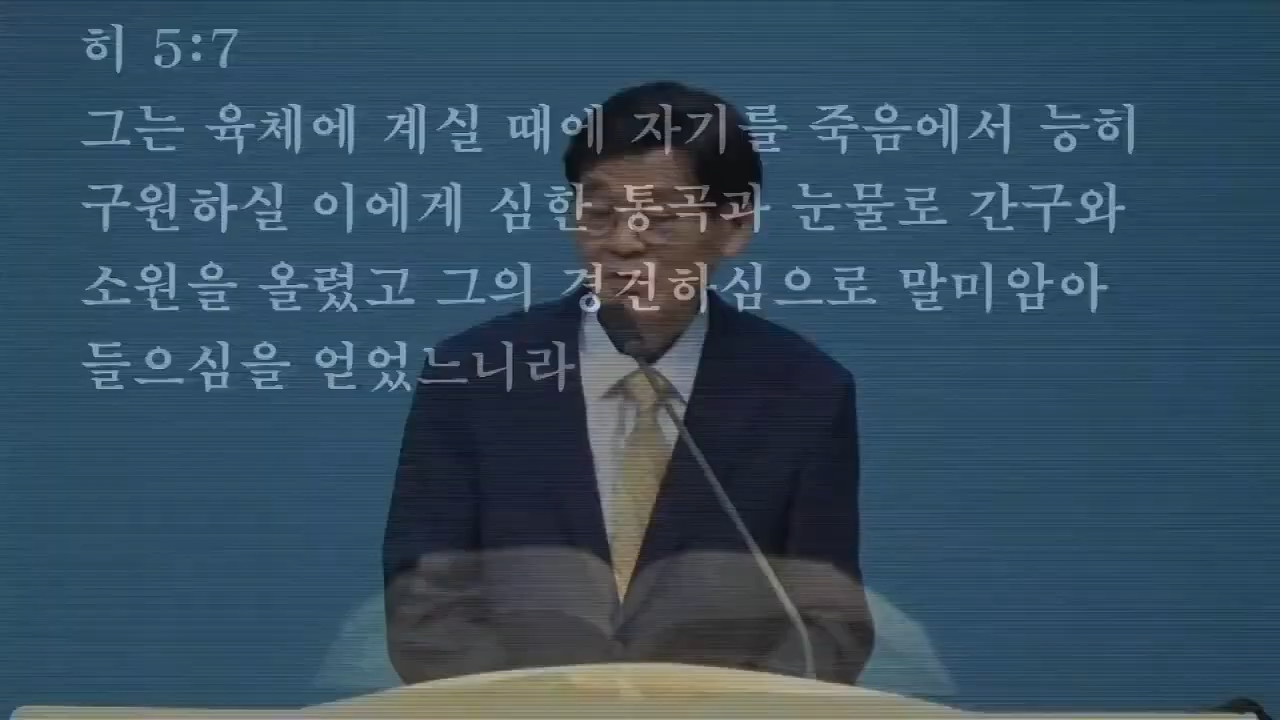 히 5:7
그는 육체에 계실 때에 자기를 죽음에서 능히
구원하실 이에게 심한 통곡과 눈물로 간구와
소원을 올렸고 그의 경건하심으로 말미암아
들으심을 얻었느니라